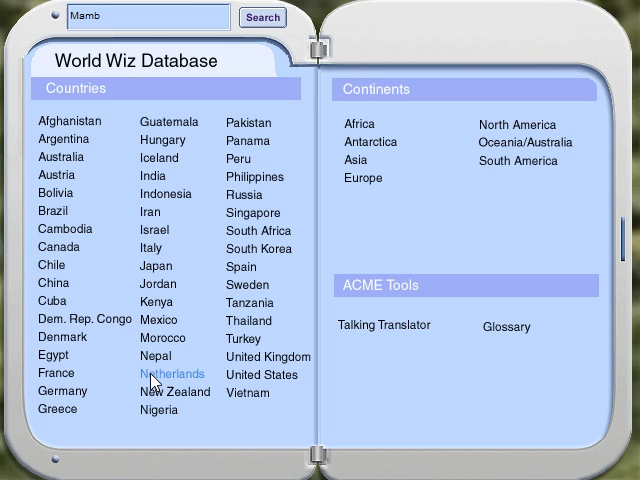 Mamb
Search
World Wiz Database
Countries
Afghanistan
Argentina
Australia
Austria
Bolivia
Brazil
Cambodia
Canada
Chile
China
Cuba
Dem. Rep. Congo
Denmark
Egypt
France
Germany
Greece
Guatemala
Hungary
Iceland
India
Indonesia
Iran
Israel
Italy
Japan
Jordan
Kenya
Mexico
Morocco
Nepal
Netherlands
New Zealand
Nigeria
Pakistan
Panama
Peru
Philippines
Russia
Singapore
South Africa
South Korea
Spain
Sweden
Tanzania
Thailand
Turkey
United Kingdom
United States
Vietnam
Continents
Africa
Antarctica
Asia
Europe
North America
Oceania/Australia
South America
ACME Tools
Talking Translator
Glossary